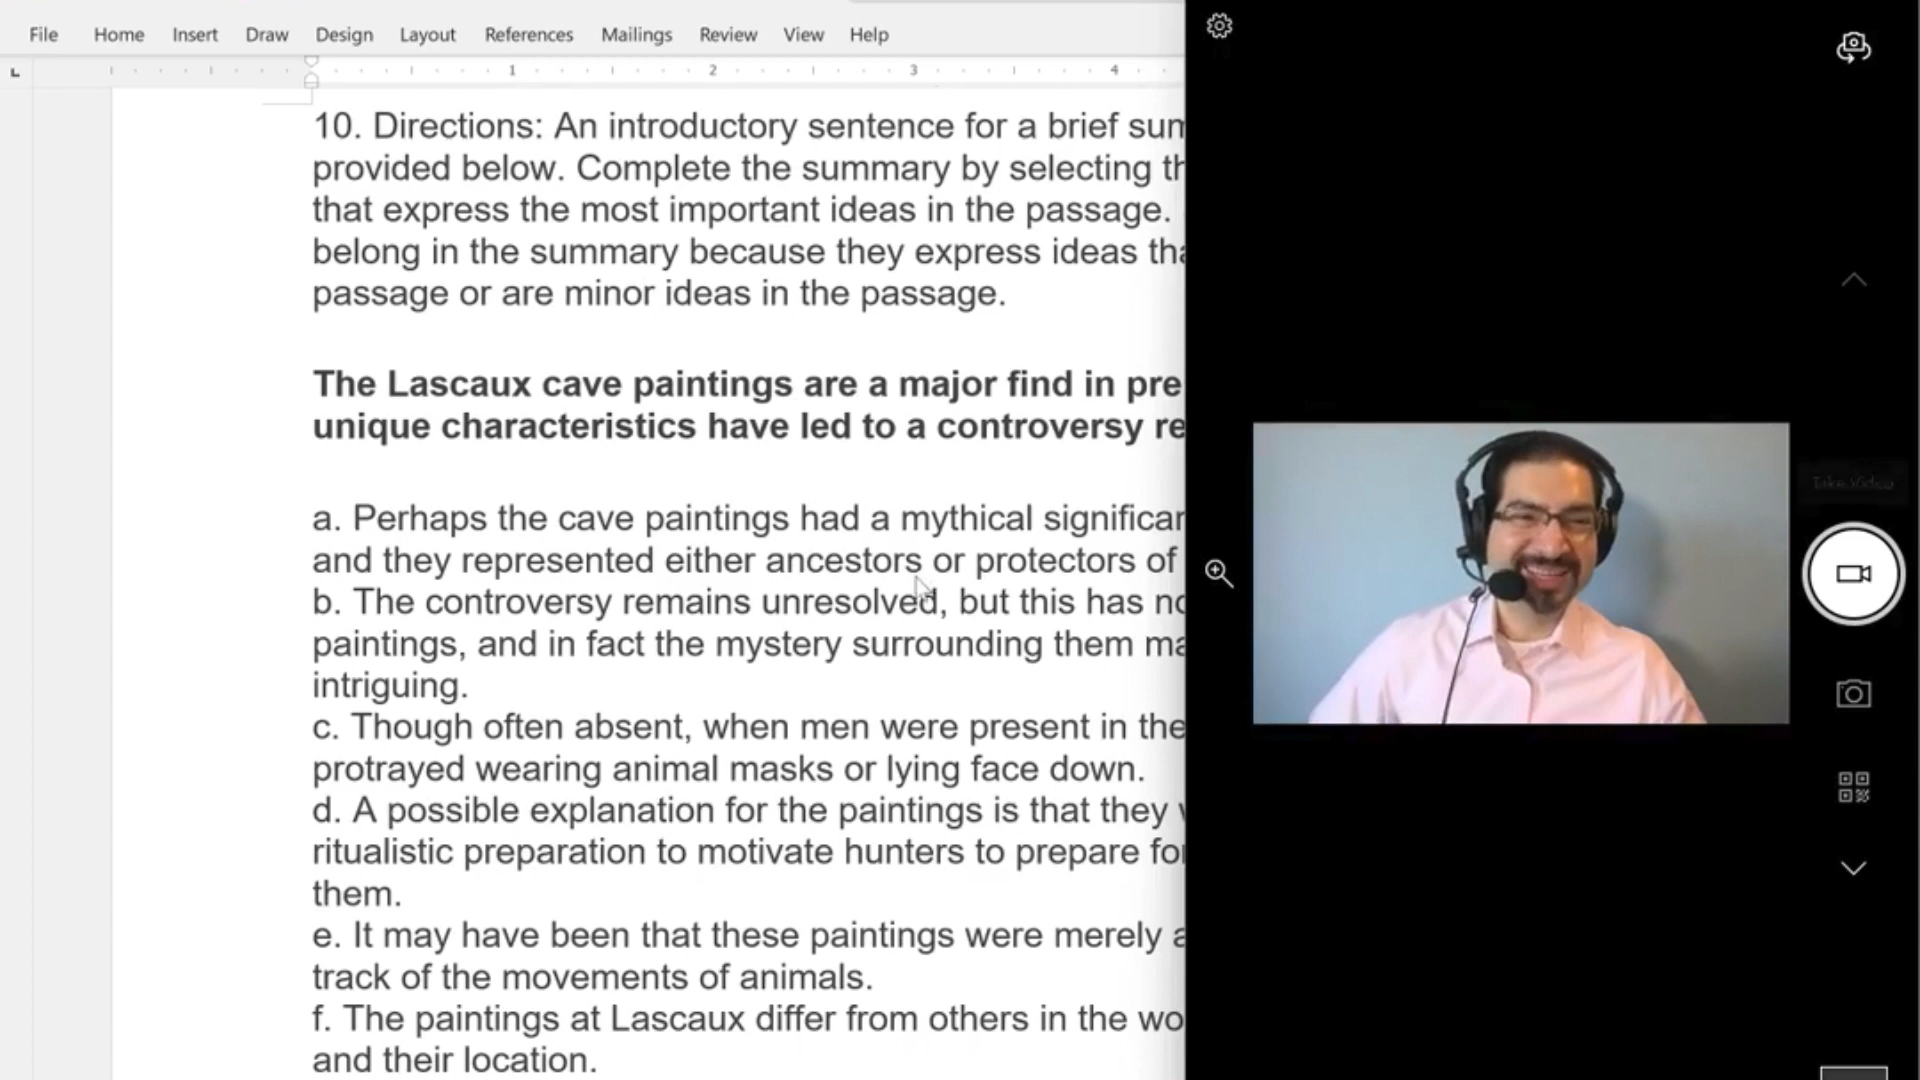 File Home Insert Draw Design Layout References Mailings Review View Help
1 2 3 4
10. Directions: An introductory sentence for a brief sum
provided below. Complete the summary by selecting th
that express the most important ideas in the passage.
belong in the summary because they express ideas tha
passage or are minor ideas in the passage.
The Lascaux cave paintings are a major find in pre
unique characteristics have led to a controversy re
a. Perhaps the cave paintings had a mythical significan
and they represented either ancestors or protectors of
b. The controversy remains unresolved, but this has no
paintings, and in fact the mystery surrounding them ma
intriguing.
c. Though often absent, when men were present in the
protrayed wearing animal masks or lying face down.
d. A possible explanation for the paintings is that they w
ritualistic preparation to motivate hunters to prepare for
them.
e. It may have been that these paintings were merely a
track of the movements of animals.
f. The paintings at Lascaux differ from others in the wo
and their location.
Take Video